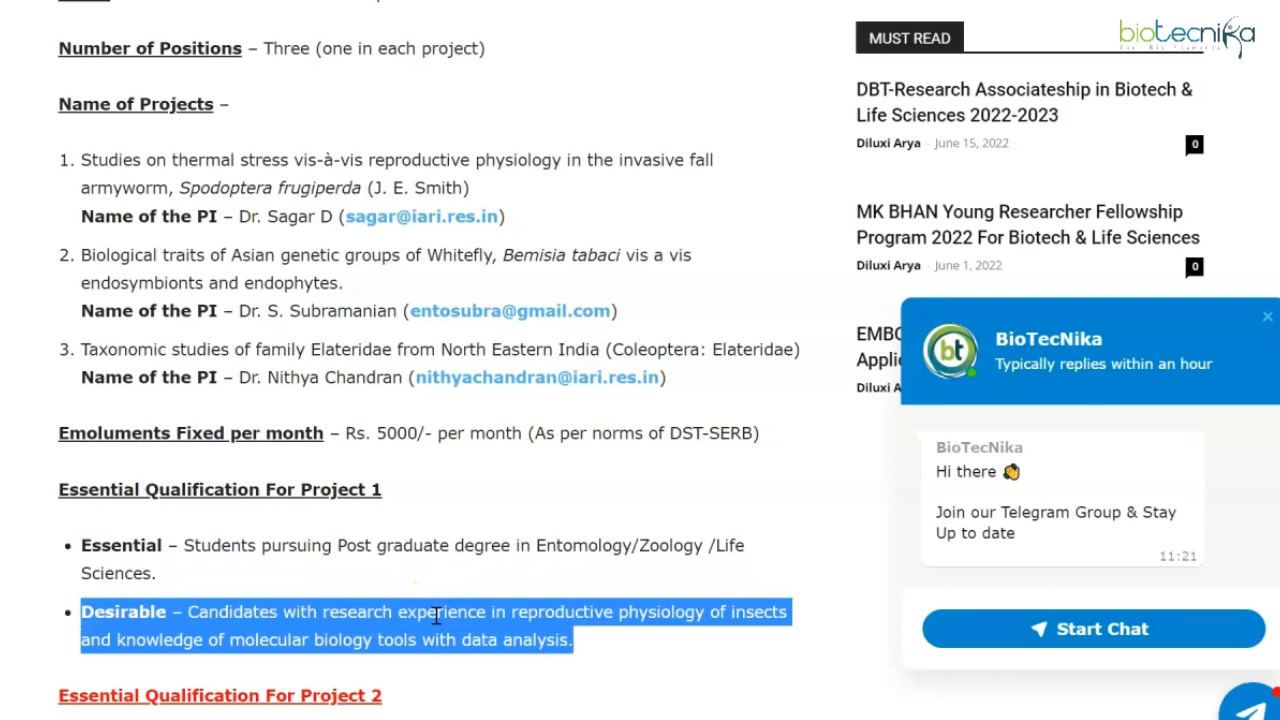 biotecnika
Number of Positions – Three (one in each project)
Name of Projects –
1. Studies on thermal stress vis-à-vis reproductive physiology in the invasive fall
armyworm, Spodoptera frugiperda (J. E. Smith)
Name of the PI – Dr. Sagar D (sagar@iari.res.in)
2. Biological traits of Asian genetic groups of Whitefly, Bemisia tabaci vis a vis
endosymbionts and endophytes.
Name of the PI – Dr. S. Subramanian (entosubra@gmail.com)
3. Taxonomic studies of family Elateridae from North Eastern India (Coleoptera: Elateridae)
Name of the PI – Dr. Nithya Chandran (nithyachandran@iari.res.in)
Emoluments Fixed per month – Rs. 5000/- per month (As per norms of DST-SERB)
Essential Qualification For Project 1
• Essential – Students pursuing Post graduate degree in Entomology/Zoology /Life
Sciences.
• Desirable – Candidates with research experience in reproductive physiology of insects
and knowledge of molecular biology tools with data analysis.
Essential Qualification For Project 2
MUST READ
DBT-Research Associateship in Biotech &
Life Sciences 2022-2023
Diluxi Arya - June 15, 2022
0
MK BHAN Young Researcher Fellowship
Program 2022 For Biotech & Life Sciences
Diluxi Arya - June 1, 2022
0
EMBO
Applic
Diluxi A
bt
BioTecNika
Typically replies within an hour
BioTecNika
Hi there 👋
Join our Telegram Group & Stay
Up to date
11:21
Start Chat